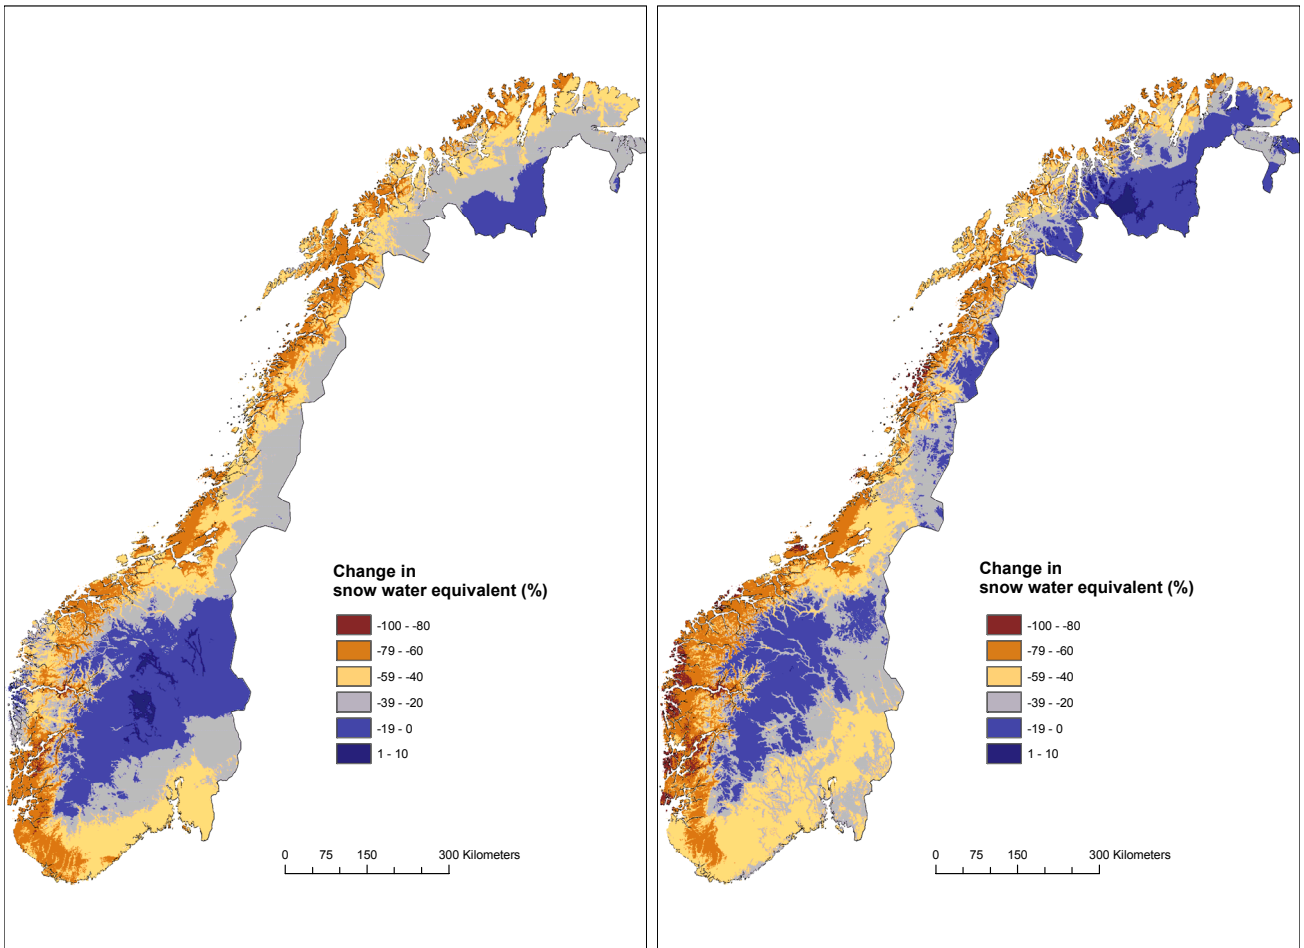 Change in
snow water equivalent (%)
-100 - -80
-79 - -60
-59 - -40
-39 - -20
-19 - 0
1 - 10
0 75 150 300 Kilometers
Change in
snow water equivalent (%)
-100 - -80
-79 - -60
-59 - -40
-39 - -20
-19 - 0
1 - 10
0 75 150 300 Kilometers